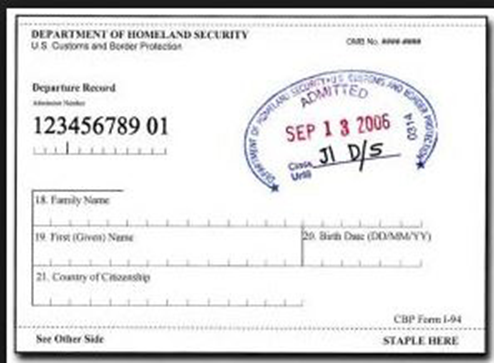 DEPARTMENT OF HOMELAND SECURITY
U.S. Customs and Border Protection
OMB No. ####-####
Departure Record
Admission Number
123456789 01
DEPARTMENT OF HOMELAND SECURITY • U.S. CUSTOMS AND BORDER PROTECTION
ADMITTED
SEP 13 2006
Class J1 D/S
Until
18. Family Name
19. First (Given) Name
20. Birth Date (DD/MM/YY)
21. Country of Citizenship
CBP Form I-94
See Other Side
STAPLE HERE